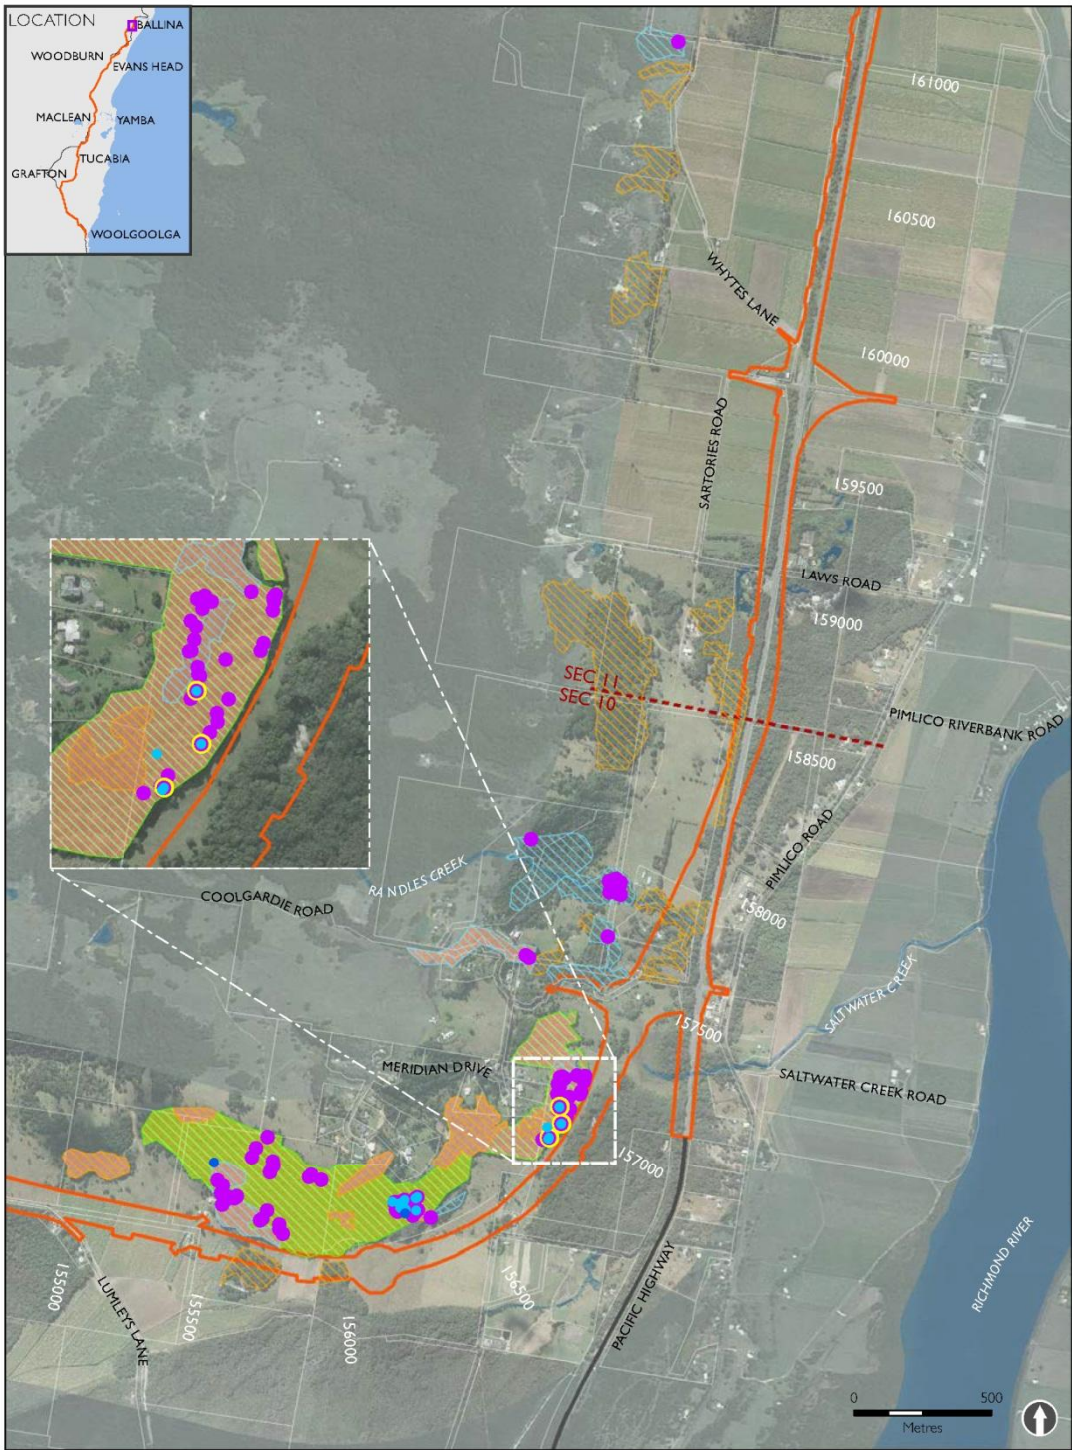 LOCATION
BALLINA
WOODBURN
EVANS HEAD
MACLEAN
YAMBA
TUCABIA
GRAFTON
WOOLGOOLGA
161000
160500
WHYTES LANE
160000
SARTORIES ROAD
159500
LAWS ROAD
159000
SEC 11
SEC 10
PIMLICO RIVERBANK ROAD
158500
PIMLICO ROAD
RANDLES CREEK
COOLGARDIE ROAD
158000
SALTWATER CREEK
157500
MERIDIAN DRIVE
SALTWATER CREEK ROAD
157000
RICHMOND RIVER
PACIFIC HIGHWAY
155000
LUMLEYS LANE
155500
156000
156500
0 500
Metres